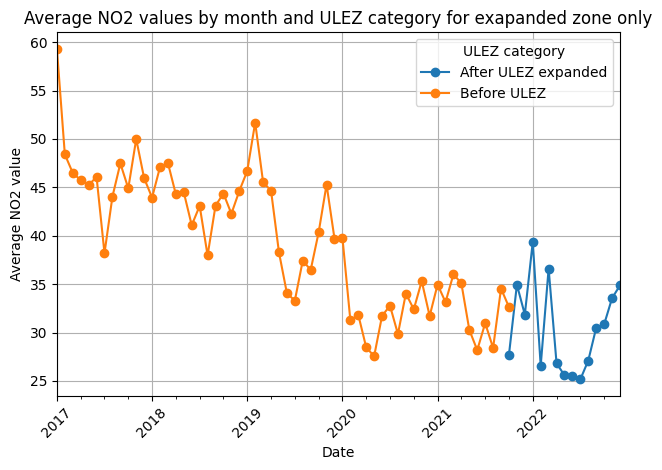 Average NO2 values by month and ULEZ category for exapanded zone only
ULEZ category
After ULEZ expanded
Before ULEZ
Average NO2 value
60
55
50
45
40
35
30
25
2017
2018
2019
2020
2021
2022
Date